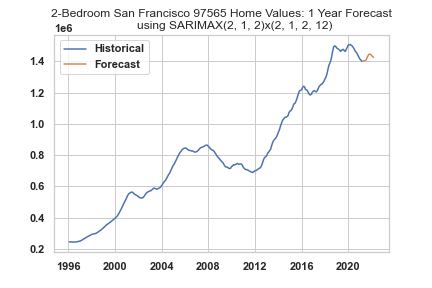 2-Bedroom San Francisco 97565 Home Values: 1 Year Forecast
using SARIMAX(2, 1, 2)x(2, 1, 2, 12)
1e6
Historical
Forecast
1.4
1.2
1.0
0.8
0.6
0.4
0.2
1996 2000 2004 2008 2012 2016 2020